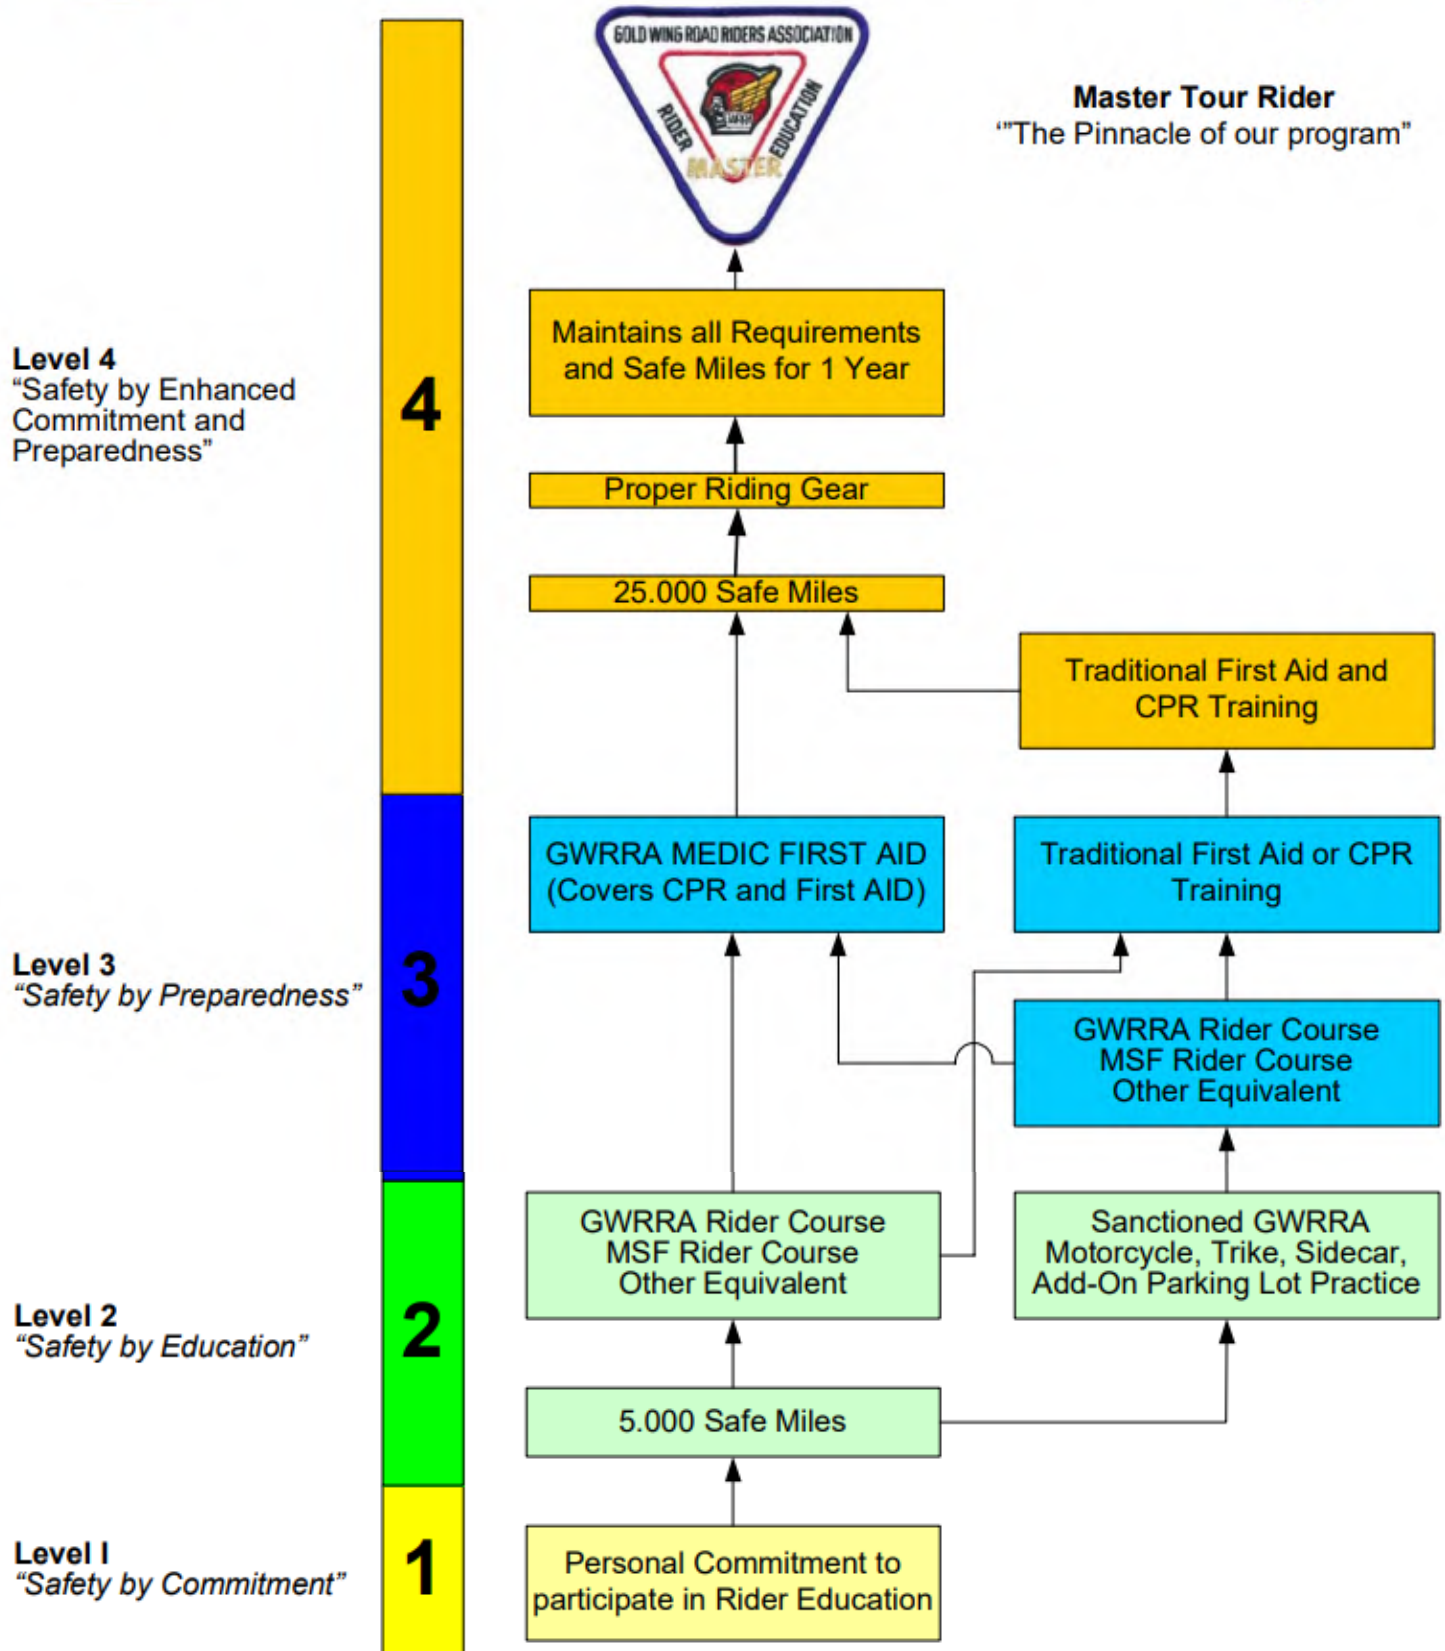 GOLD WING ROAD RIDERS ASSOCIATION
RIDER
EDUCATION
MASTER
Master Tour Rider
‘"The Pinnacle of our program”
Maintains all Requirements
and Safe Miles for 1 Year
Level 4
“Safety by Enhanced
Commitment and
Preparedness”
4
Proper Riding Gear
25.000 Safe Miles
Traditional First Aid and
CPR Training
GWRRA MEDIC FIRST AID
(Covers CPR and First AID)
Traditional First Aid or CPR
Training
Level 3
“Safety by Preparedness”
3
GWRRA Rider Course
MSF Rider Course
Other Equivalent
GWRRA Rider Course
MSF Rider Course
Other Equivalent
Sanctioned GWRRA
Motorcycle, Trike, Sidecar,
Add-On Parking Lot Practice
Level 2
“Safety by Education”
2
5.000 Safe Miles
Level I
“Safety by Commitment”
1
Personal Commitment to
participate in Rider Education